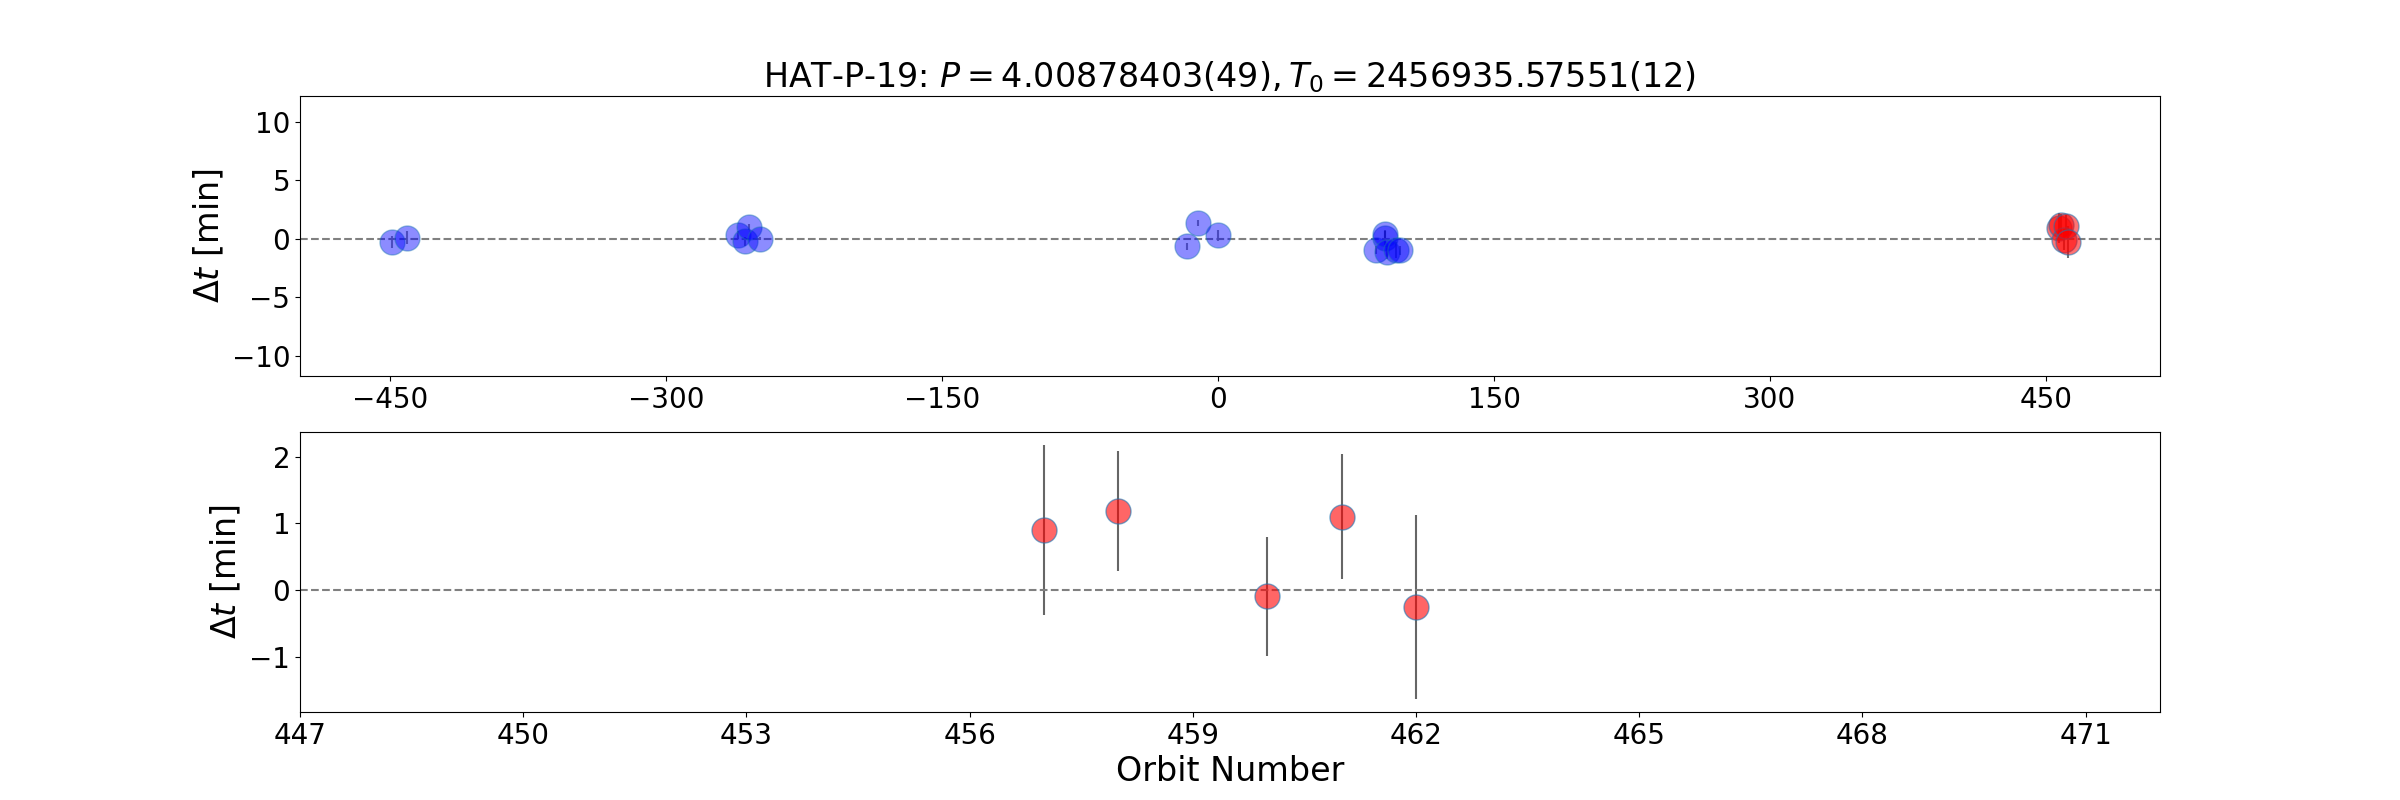 HAT-P-19: P = 4.00878403(49), T₀ = 2456935.57551(12)
10
5
0
−5
−10
Δt [min]
−450 −300 −150 0 150 300 450
2
1
0
−1
Δt [min]
447 450 453 456 459 462 465 468 471
Orbit Number